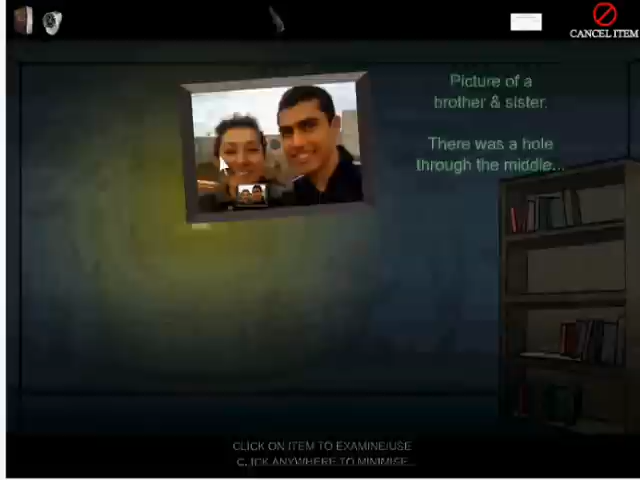 CANCEL ITEM
Picture of a
brother & sister.
There was a hole
through the middle...
CLICK ON ITEM TO EXAMINE/USE
CLICK ANYWHERE TO MINIMISE...